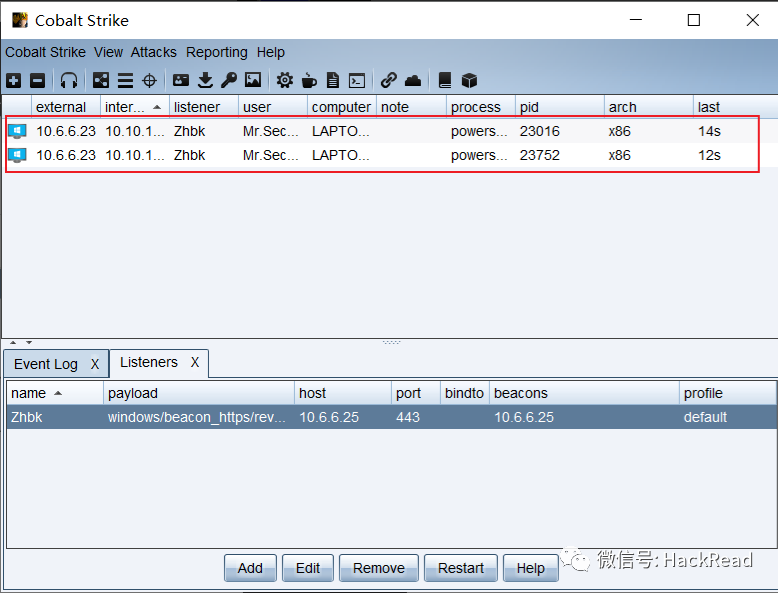 Cobalt Strike
Cobalt Strike View Attacks Reporting Help
external inter... listener user computer note process pid arch last
10.6.6.23 10.10.1... Zhbk Mr.Sec... LAPTO... powers... 23016 x86 14s
10.6.6.23 10.10.1... Zhbk Mr.Sec... LAPTO... powers... 23752 x86 12s
Event Log X Listeners X
name payload host port bindto beacons profile
Zhbk windows/beacon_https/rev... 10.6.6.25 443 10.6.6.25 default
Add Edit Remove Restart Help
微信号: HackRead